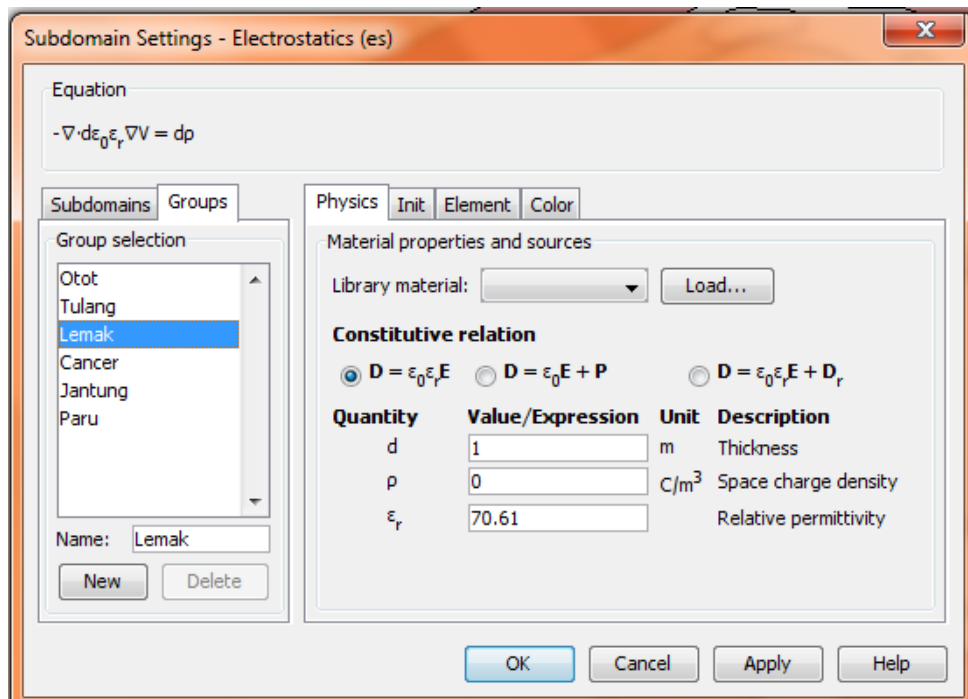 Subdomain Settings - Electrostatics (es)
x
Equation
-∇·dε₀εᵣ∇V = dρ
Subdomains Groups
Group selection
Otot
Tulang
Lemak
Cancer
Jantung
Paru
Name: Lemak
New Delete
Physics Init Element Color
Material properties and sources
Library material: Load...
Constitutive relation
D = ε₀εᵣE D = ε₀E + P D = ε₀εᵣE + Dᵣ
Quantity Value/Expression Unit Description
d 1 m Thickness
ρ 0 C/m³ Space charge density
εᵣ 70.61 Relative permittivity
OK Cancel Apply Help